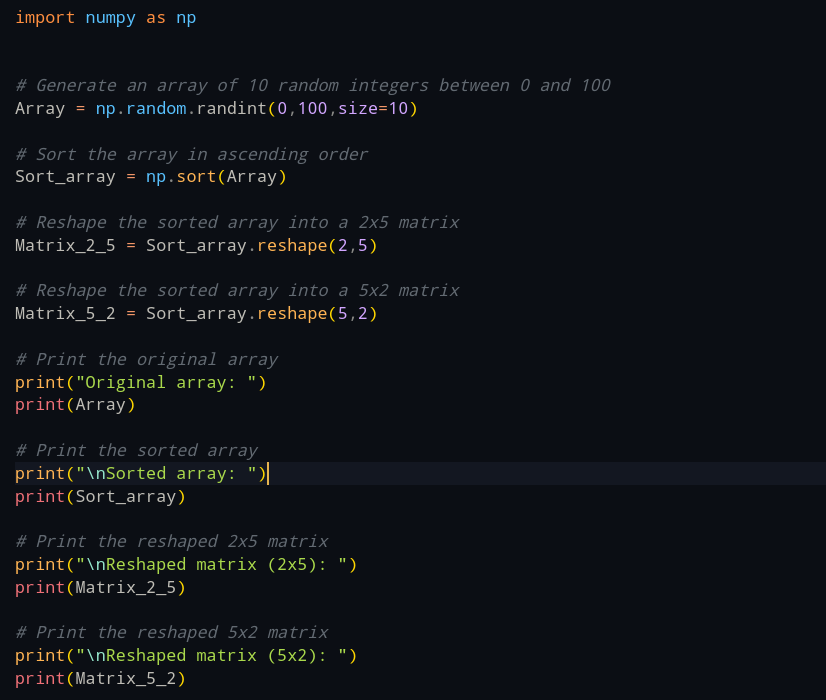 import numpy as np
# Generate an array of 10 random integers between 0 and 100
Array = np.random.randint(0,100,size=10)
# Sort the array in ascending order
Sort_array = np.sort(Array)
# Reshape the sorted array into a 2x5 matrix
Matrix_2_5 = Sort_array.reshape(2,5)
# Reshape the sorted array into a 5x2 matrix
Matrix_5_2 = Sort_array.reshape(5,2)
# Print the original array
print("Original array: ")
print(Array)
# Print the sorted array
print("\nSorted array: ")
print(Sort_array)
# Print the reshaped 2x5 matrix
print("\nReshaped matrix (2x5): ")
print(Matrix_2_5)
# Print the reshaped 5x2 matrix
print("\nReshaped matrix (5x2): ")
print(Matrix_5_2)